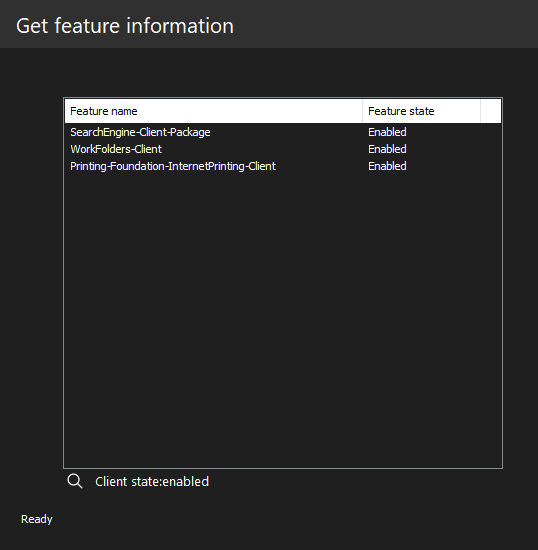 Get feature information
Feature name Feature state
SearchEngine-Client-Package Enabled
WorkFolders-Client Enabled
Printing-Foundation-InternetPrinting-Client Enabled
Client state:enabled
Ready